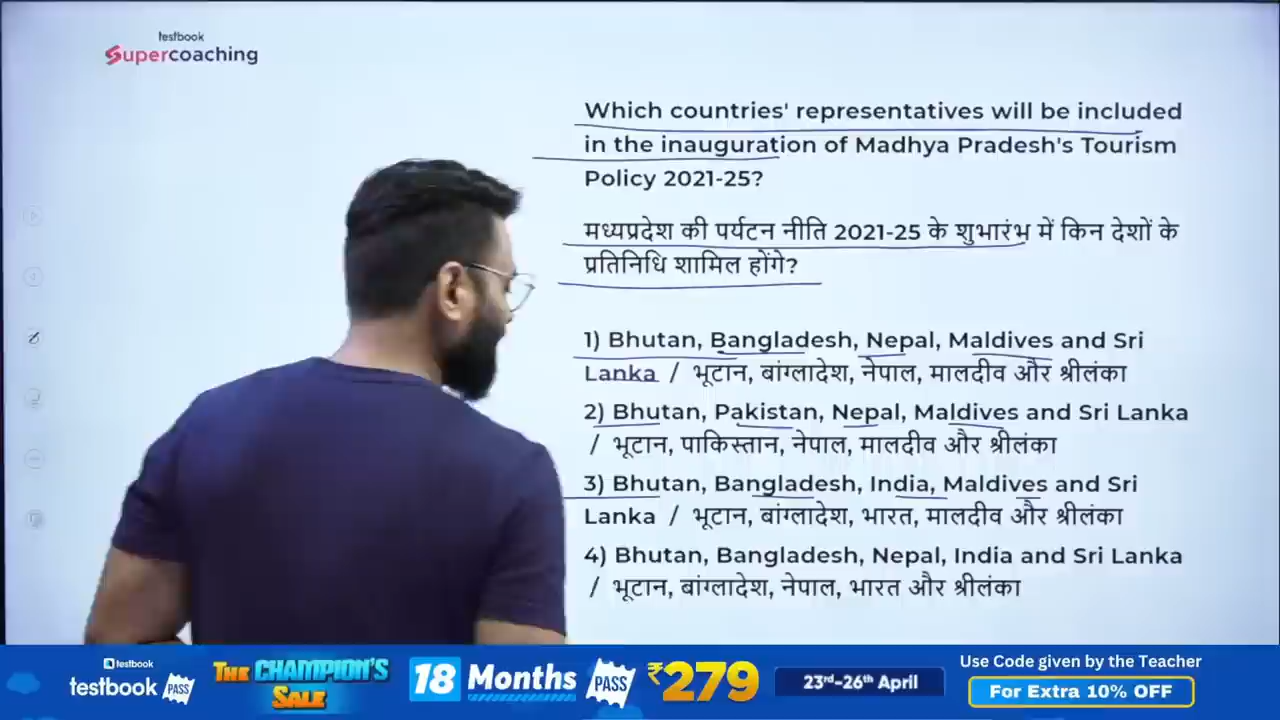 testbook
Supercoaching
Which countries' representatives will be included
in the inauguration of Madhya Pradesh's Tourism
Policy 2021-25?
मध्यप्रदेश की पर्यटन नीति 2021-25 के शुभारंभ में किन देशों के
प्रतिनिधि शामिल होंगे?
1) Bhutan, Bangladesh, Nepal, Maldives and Sri
Lanka / भूटान, बांग्लादेश, नेपाल, मालदीव और श्रीलंका
2) Bhutan, Pakistan, Nepal, Maldives and Sri Lanka
/ भूटान, पाकिस्तान, नेपाल, मालदीव और श्रीलंका
3) Bhutan, Bangladesh, India, Maldives and Sri
Lanka / भूटान, बांग्लादेश, भारत, मालदीव और श्रीलंका
4) Bhutan, Bangladesh, Nepal, India and Sri Lanka
/ भूटान, बांग्लादेश, नेपाल, भारत और श्रीलंका
testbook
testbook PASS
THE CHAMPION'S
SALE
18 Months PASS ₹279
23rd-26th April
Use Code given by the Teacher
For Extra 10% OFF